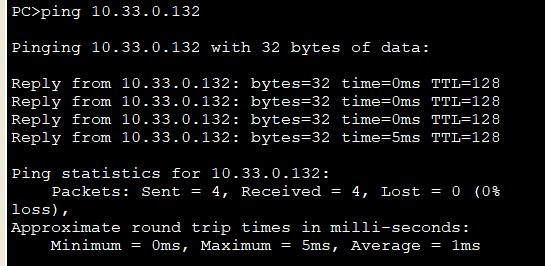 PC>ping 10.33.0.132
Pinging 10.33.0.132 with 32 bytes of data:
Reply from 10.33.0.132: bytes=32 time=0ms TTL=128
Reply from 10.33.0.132: bytes=32 time=0ms TTL=128
Reply from 10.33.0.132: bytes=32 time=0ms TTL=128
Reply from 10.33.0.132: bytes=32 time=5ms TTL=128
Ping statistics for 10.33.0.132:
Packets: Sent = 4, Received = 4, Lost = 0 (0%
loss),
Approximate round trip times in milli-seconds:
Minimum = 0ms, Maximum = 5ms, Average = 1ms